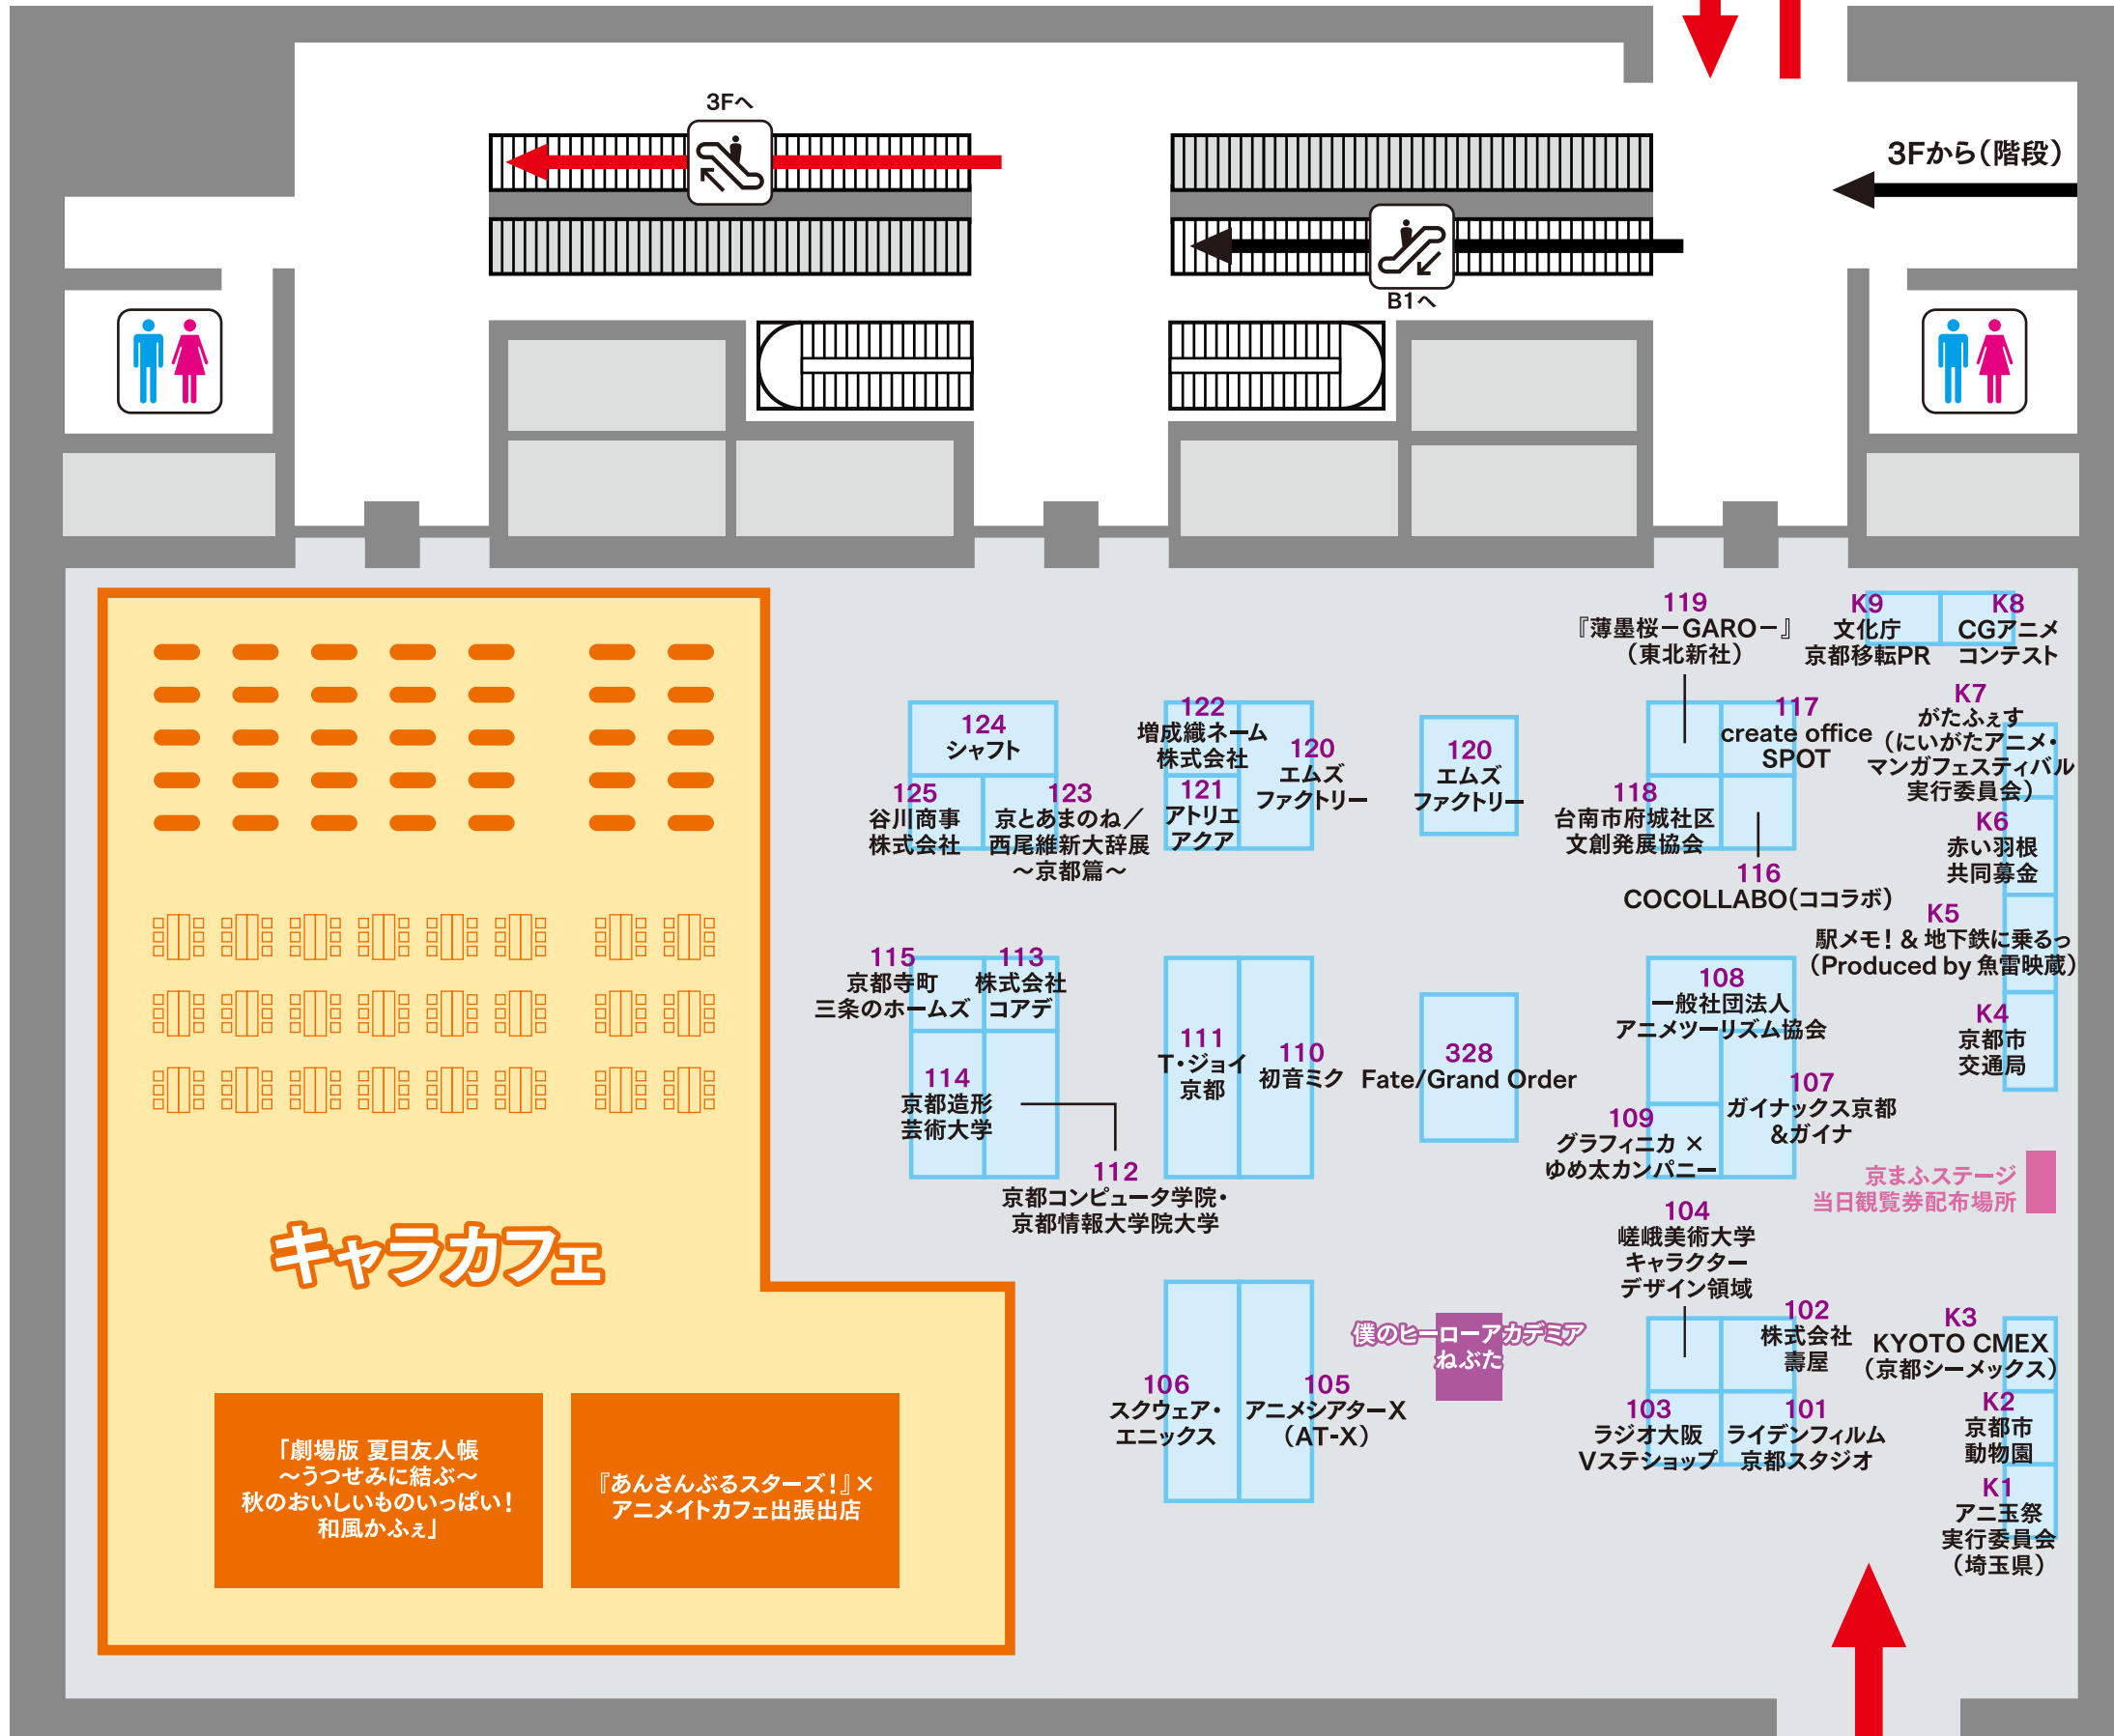 3Fへ
3Fから（階段）
B1へ
119
『薄墨桜－GARO－』
（東北新社）
K9
文化庁
京都移転PR
K8
CGアニメ
コンテスト
124
シャフト
125
谷川商事
株式会社
123
京とあまのね／
西尾維新大辞展
～京都篇～
122
増成織ネーム
株式会社
121
アトリエ
アクア
120
エムズ
ファクトリー
120
エムズ
ファクトリー
117
create office
SPOT
118
台南市府城社区
文創発展協会
116
COCOLLABO（ココラボ）
K7
がたふぇす
（にいがたアニメ・
マンガフェスティバル
実行委員会）
K6
赤い羽根
共同募金
K5
駅メモ！＆地下鉄に乗るっ
（Produced by 魚雷映蔵）
K4
京都市
交通局
115
京都寺町
三条のホームズ
113
株式会社
コアデ
114
京都造形
芸術大学
112
京都コンピュータ学院・
京都情報大学院大学
111
T・ジョイ
京都
110
初音ミク
328
Fate/Grand Order
108
一般社団法人
アニメツーリズム協会
107
ガイナックス京都
&ガイナ
109
グラフィニカ ×
ゆめ太カンパニー
京まふステージ
当日観覧券配布場所
104
嵯峨美術大学
キャラクター
デザイン領域
102
株式会社
壽屋
103
ラジオ大阪
Vステショップ
101
ライデンフィルム
京都スタジオ
K3
KYOTO CMEX
（京都シーメックス）
K2
京都市
動物園
K1
アニ玉祭
実行委員会
（埼玉県）
僕のヒーローアカデミア
ねぶた
106
スクウェア・
エニックス
105
アニメシアターX
（AT-X）
キャラカフェ
「劇場版 夏目友人帳
～うつせみに結ぶ～
秋のおいしいものいっぱい！
和風かふぇ」
『あんさんぶるスターズ！』×
アニメイトカフェ出張出店